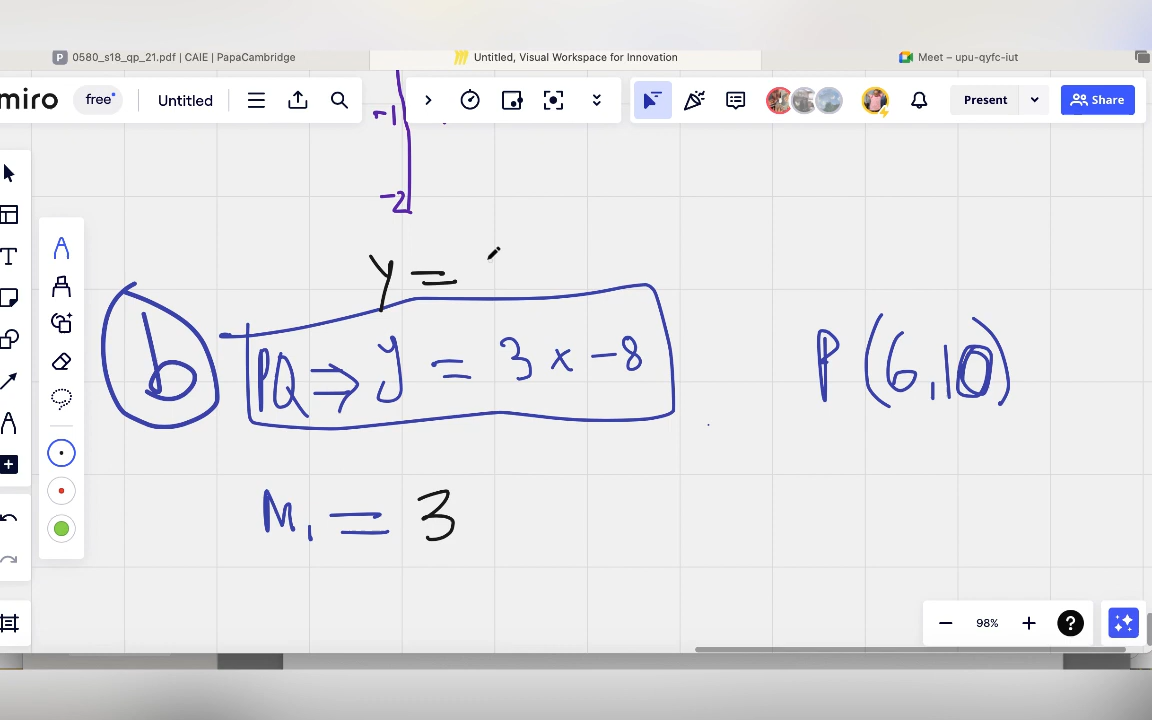 0580_s18_qp_21.pdf | CAIE | PapaCambridge
Untitled, Visual Workspace for Innovation
Meet – upu-qyfc-iut
miro
free
Untitled
Present
Share
-1
-2
y =
b
PQ ⇒ y = 3x - 8
P (6,10)
M₁ = 3
98%